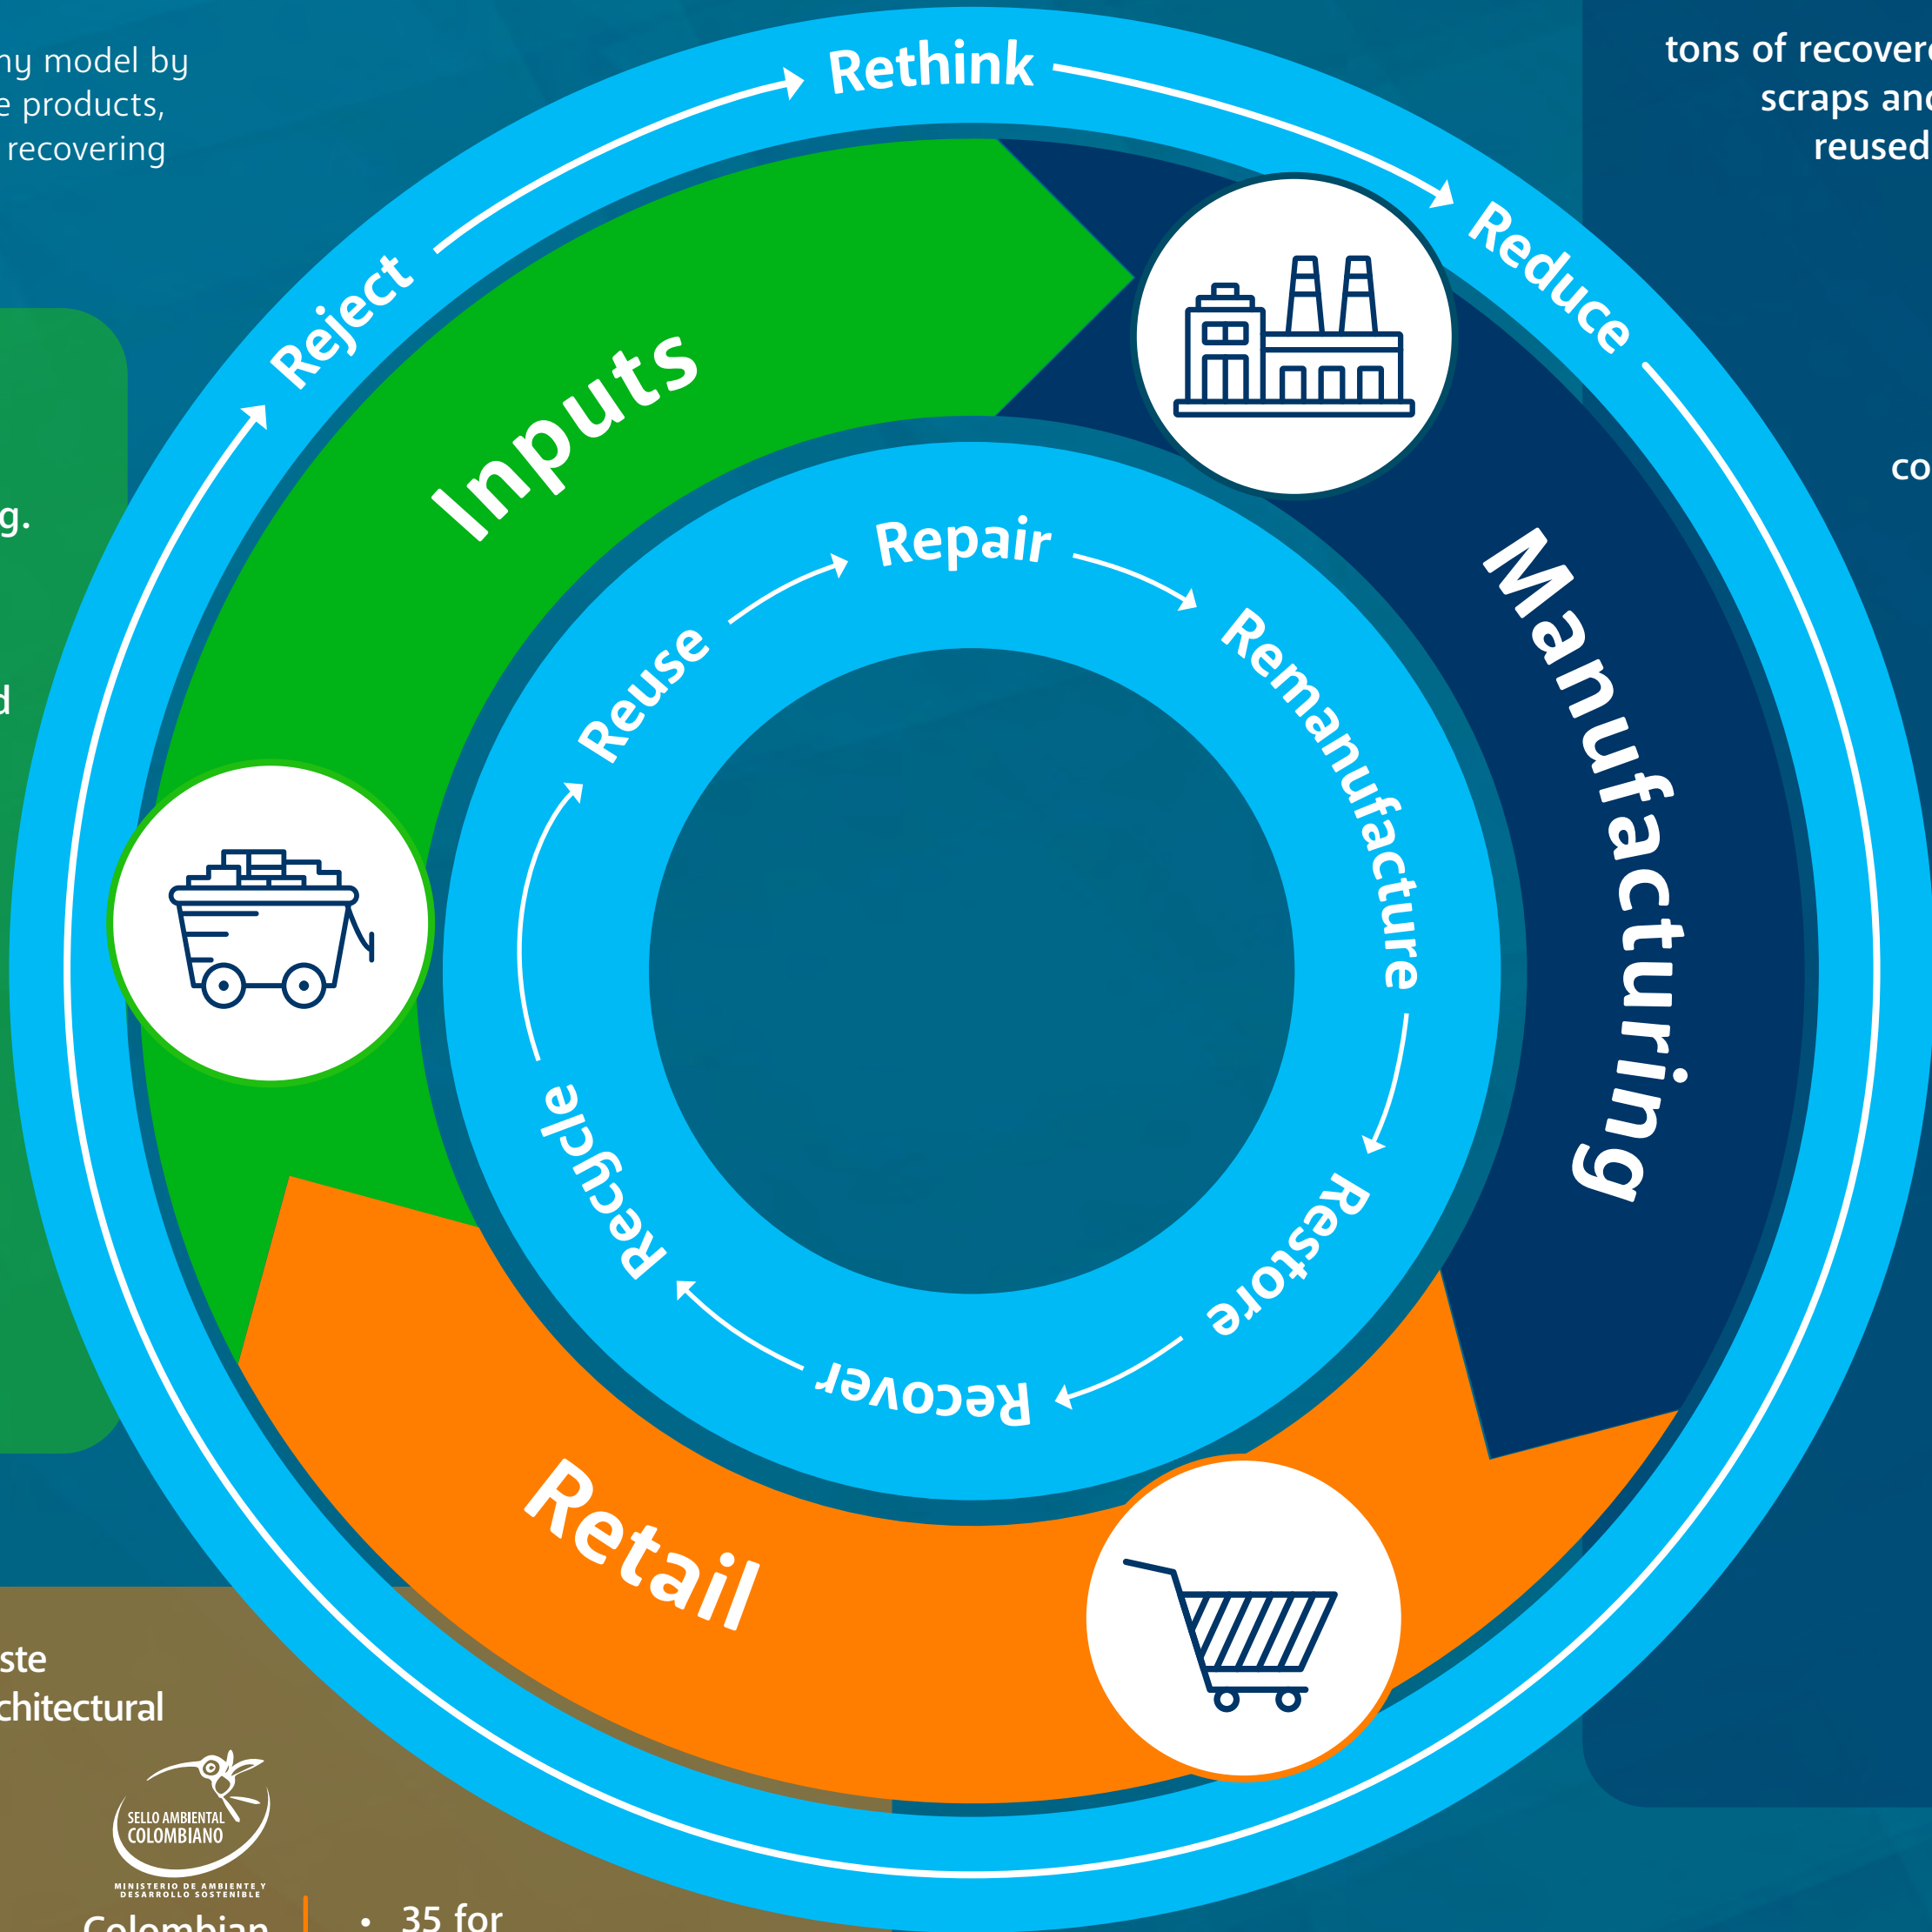 my model by
e products,
recovering
tons of recovere
scraps and
reused
co
g.
d
Rethink
Reduce
Reject
Inputs
Manufacturing
Retail
Repair
Remanufacture
Restore
Recover
Recycle
Reuse
ste
chitectural
SELLO AMBIENTAL
COLOMBIANO
MINISTERIO DE AMBIENTE Y
DESARROLLO SOSTENIBLE
Colombian
• 35 for